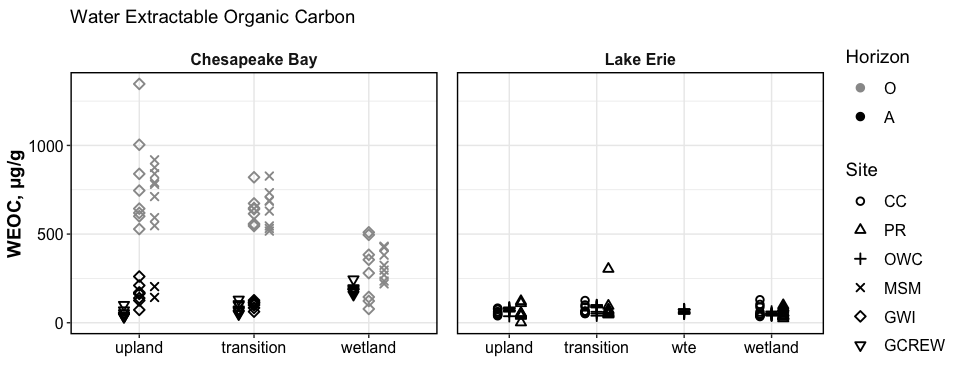 Water Extractable Organic Carbon
Chesapeake Bay
Lake Erie
WEOC, µg/g
1000
500
0
upland transition wetland
upland transition wte wetland
Horizon
O
A
Site
CC
PR
OWC
MSM
GWI
GCREW